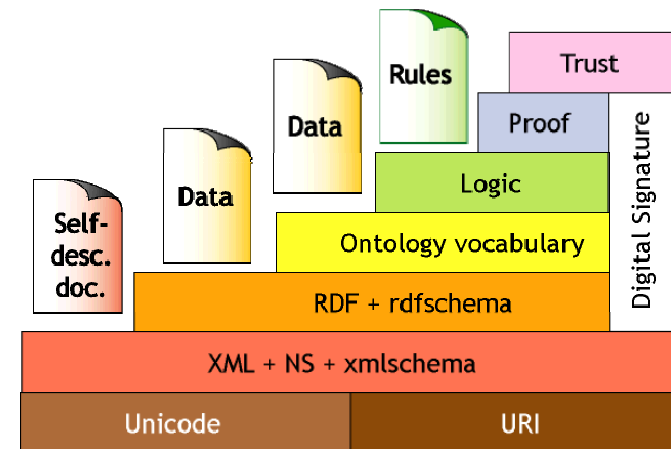 Rules
Trust
Data
Proof
Data
Logic
Self-
desc.
doc.
Ontology vocabulary
Digital Signature
RDF + rdfschema
XML + NS + xmlschema
Unicode
URI